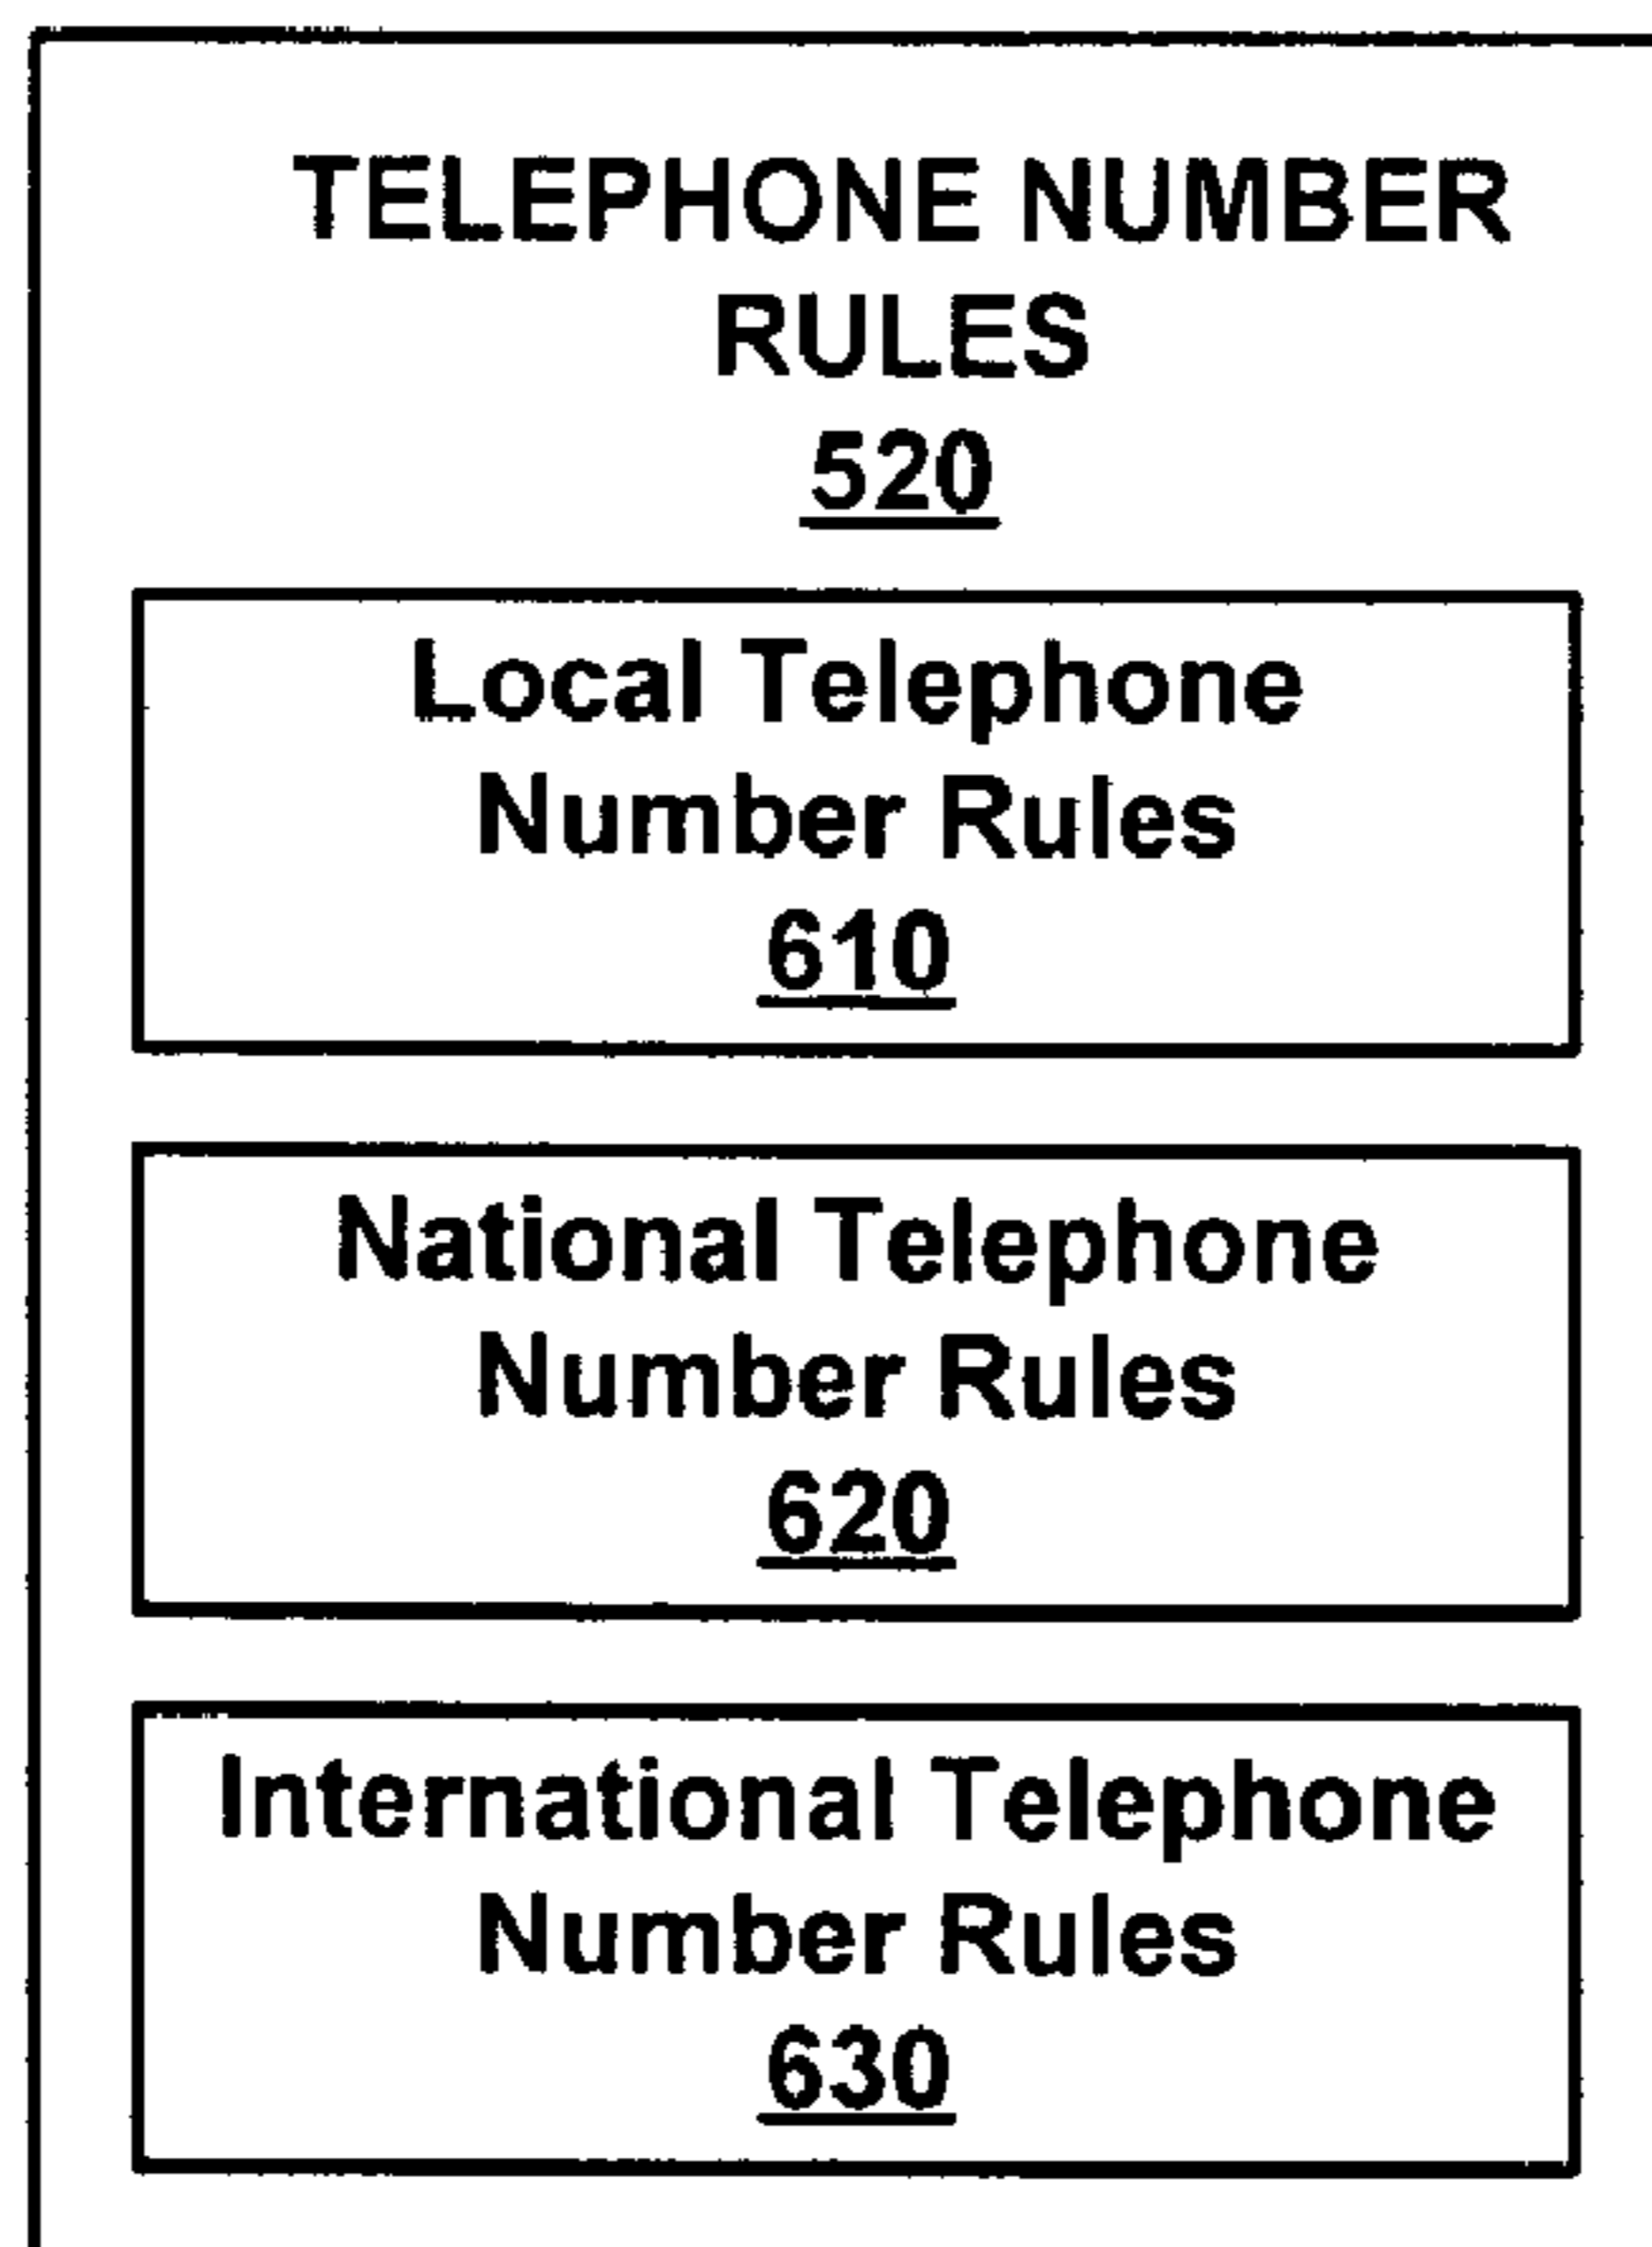 TELEPHONE NUMBER
RULES
520
Local Telephone
Number Rules
610
National Telephone
Number Rules
620
International Telephone
Number Rules
630